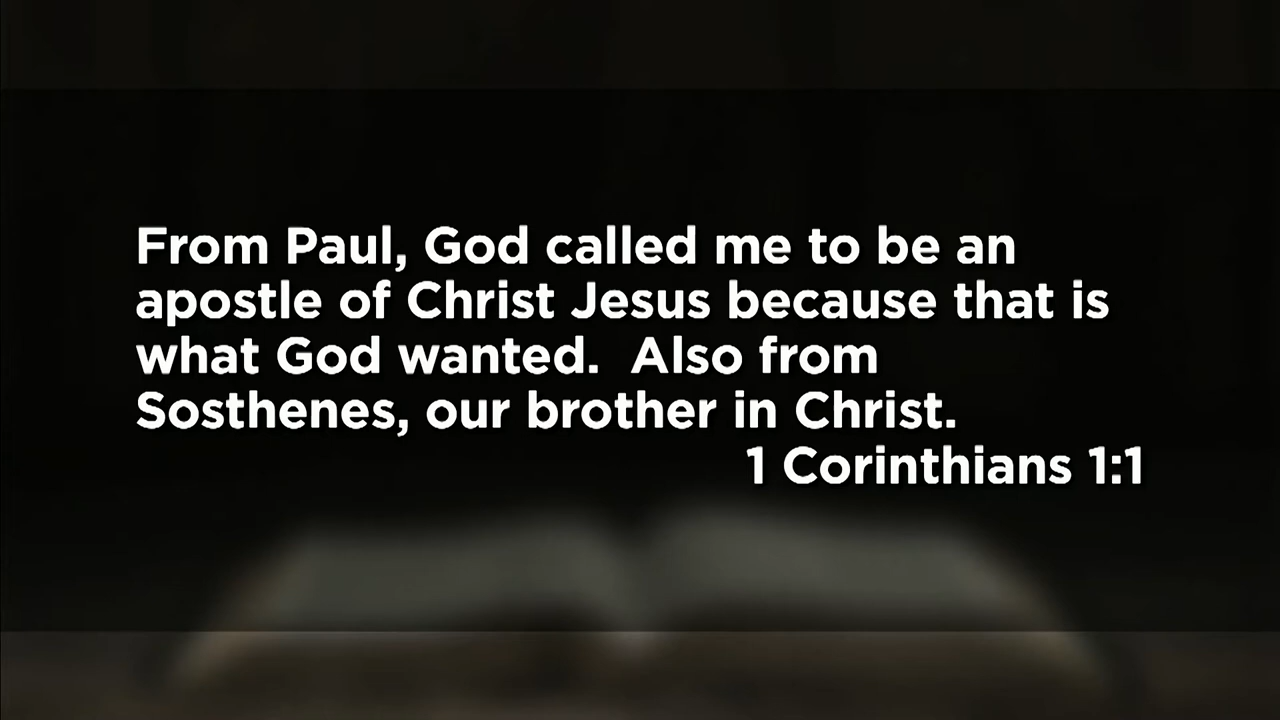 From Paul, God called me to be an
apostle of Christ Jesus because that is
what God wanted.  Also from
Sosthenes, our brother in Christ.
1 Corinthians 1:1